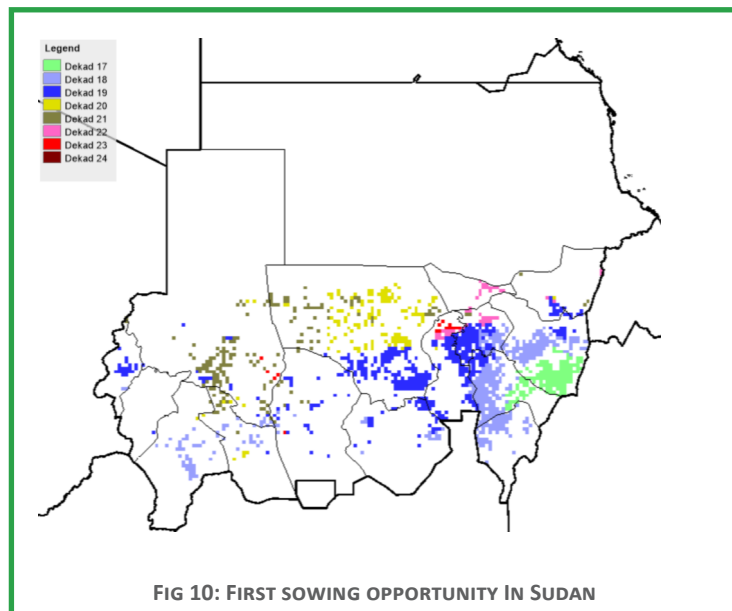 Legend
Dekad 17
Dekad 18
Dekad 19
Dekad 20
Dekad 21
Dekad 22
Dekad 23
Dekad 24
FIG 10: FIRST SOWING OPPORTUNITY IN SUDAN